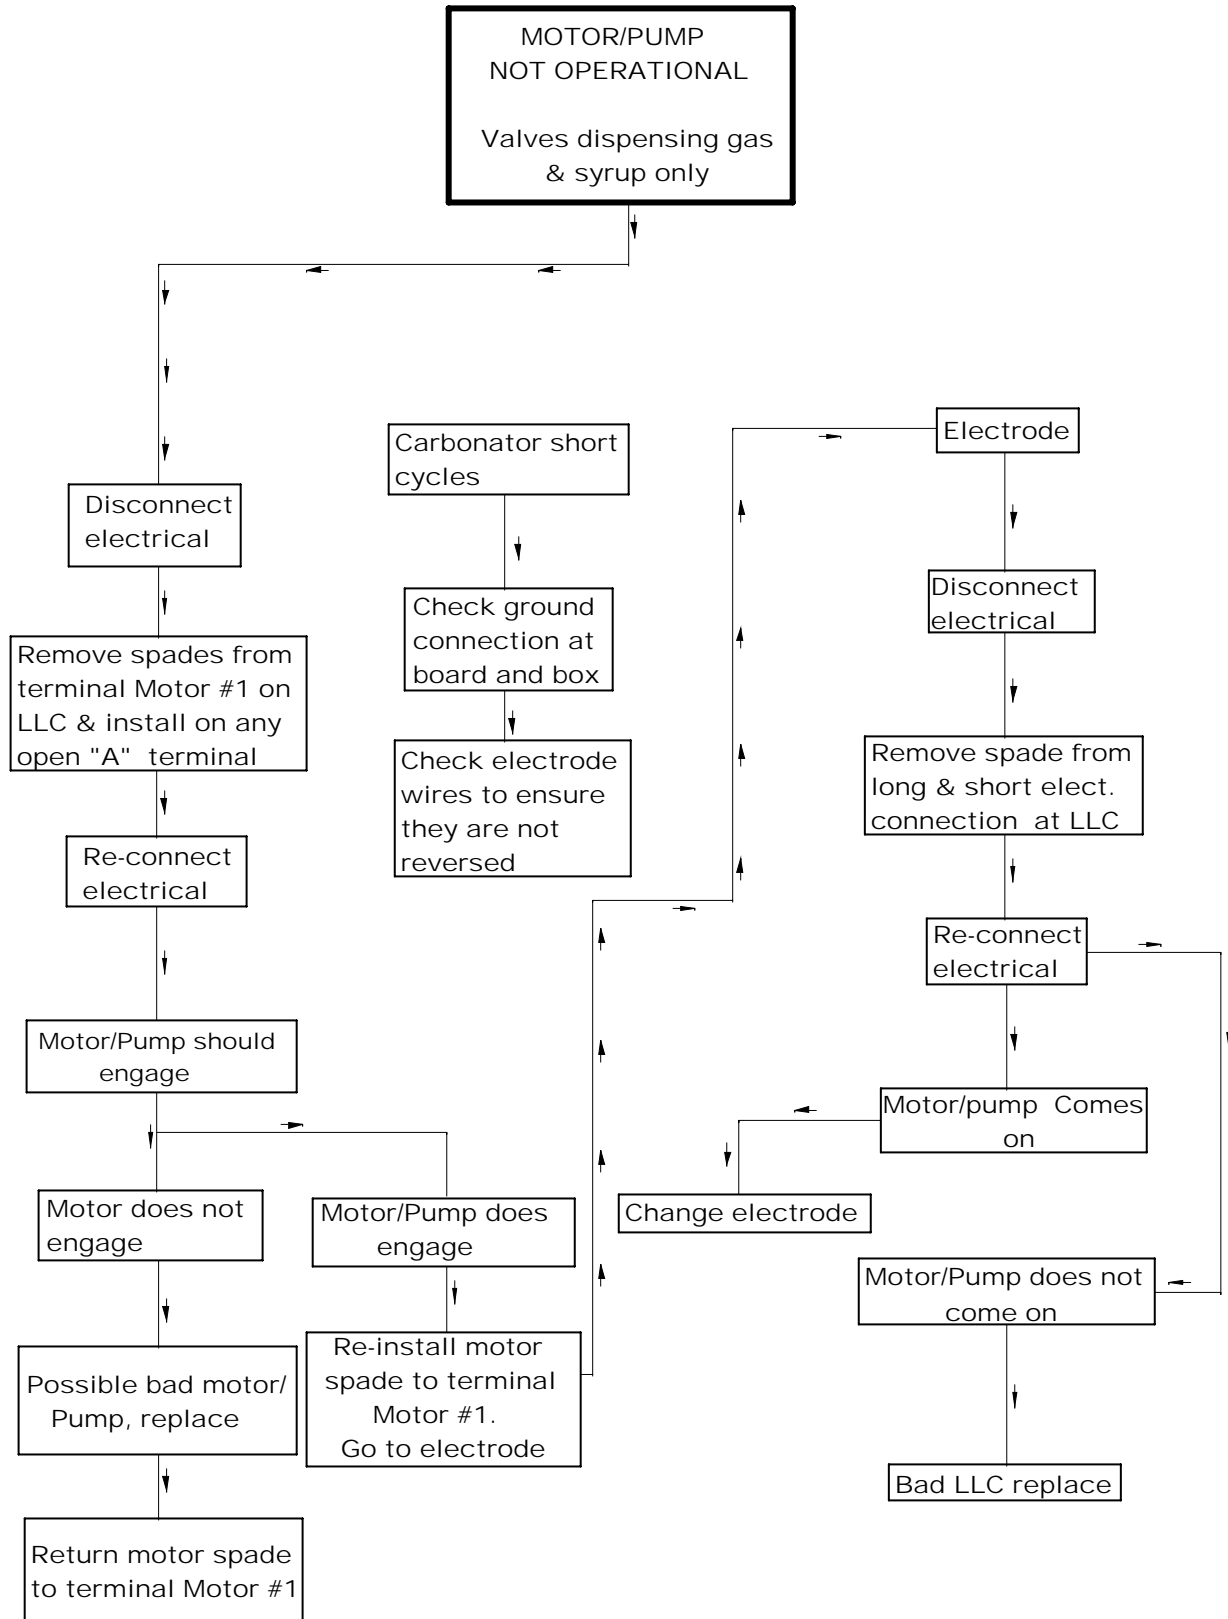 MOTOR/PUMP
NOT OPERATIONAL
Valves dispensing gas
& syrup only
Disconnect
electrical
Remove spades from
terminal Motor #1 on
LLC & install on any
open "A" terminal
Re-connect
electrical
Motor/Pump should
engage
Motor does not
engage
Possible bad motor/
Pump, replace
Return motor spade
to terminal Motor #1
Motor/Pump does
engage
Re-install motor
spade to terminal
Motor #1.
Go to electrode
Carbonator short
cycles
Check ground
connection at
board and box
Check electrode
wires to ensure
they are not
reversed
Electrode
Disconnect
electrical
Remove spade from
long & short elect.
connection at LLC
Re-connect
electrical
Motor/pump Comes
on
Change electrode
Motor/Pump does not
come on
Bad LLC replace